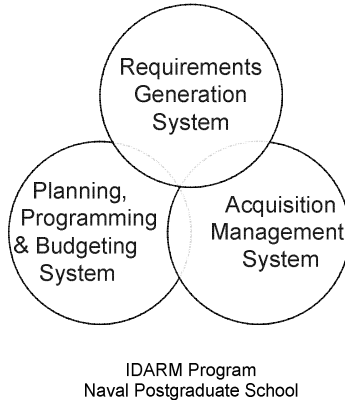 Requirements
Generation
System
Planning,
Programming
& Budgeting
System
Acquisition
Management
System
IDARM Program
Naval Postgraduate School